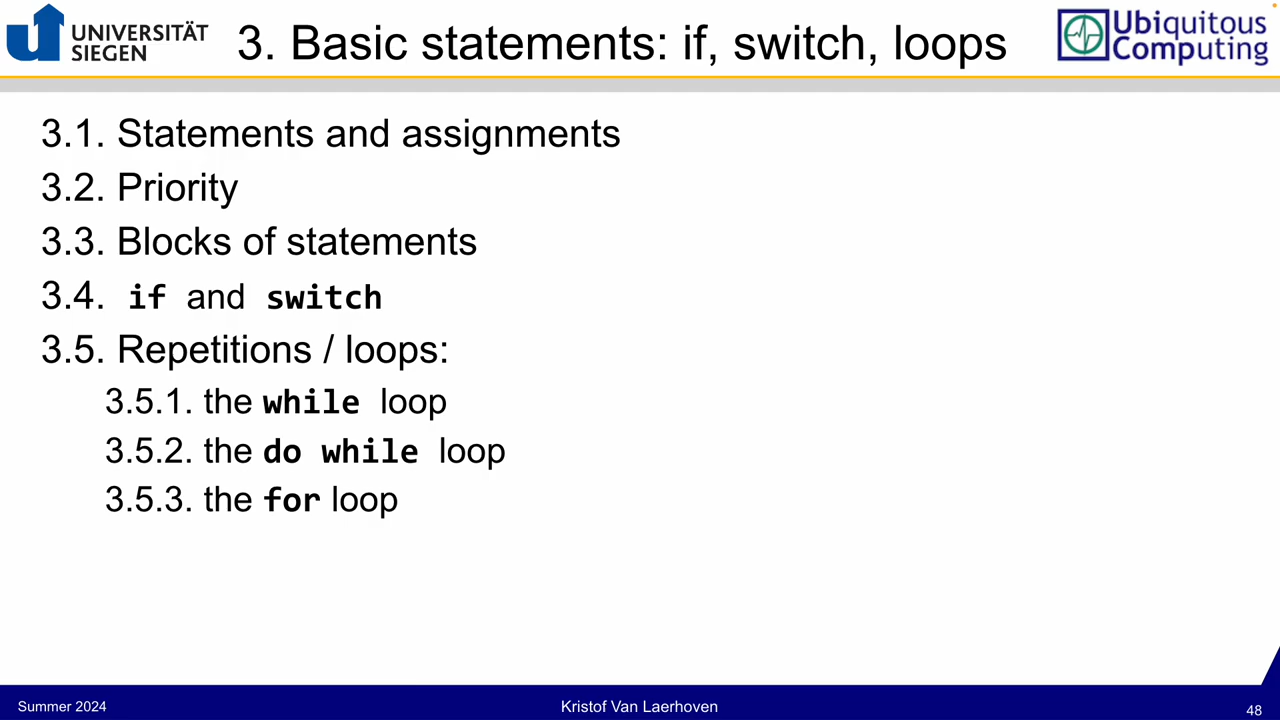 UNIVERSITÄT
SIEGEN
3. Basic statements: if, switch, loops
Ubiquitous
Computing
3.1. Statements and assignments
3.2. Priority
3.3. Blocks of statements
3.4. if and switch
3.5. Repetitions / loops:
3.5.1. the while loop
3.5.2. the do while loop
3.5.3. the for loop
Summer 2024
Kristof Van Laerhoven
48